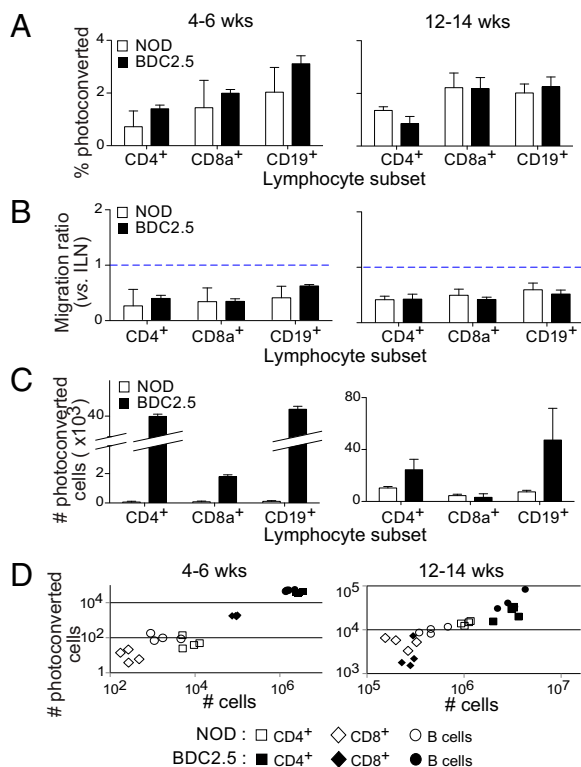 A
4-6 wks
12-14 wks
NOD
BDC2.5
% photoconverted
4
2
0
CD4+
CD8a+
CD19+
CD4+
CD8a+
CD19+
Lymphocyte subset
B
NOD
BDC2.5
Migration ratio
(vs. ILN)
2
1
0
CD4+
CD8a+
CD19+
CD4+
CD8a+
CD19+
Lymphocyte subset
C
NOD
BDC2.5
# photoconverted
cells ( x10³)
40
2
0
80
40
0
CD4+
CD8a+
CD19+
CD4+
CD8a+
CD19+
Lymphocyte subset
D
4-6 wks
12-14 wks
# photoconverted
cells
10⁴
10²
1
10²
10⁴
10⁶
# cells
10⁵
10⁴
10³
10⁵
10⁶
10⁷
# cells
NOD : CD4+ CD8+ B cells
BDC2.5 : CD4+ CD8+ B cells